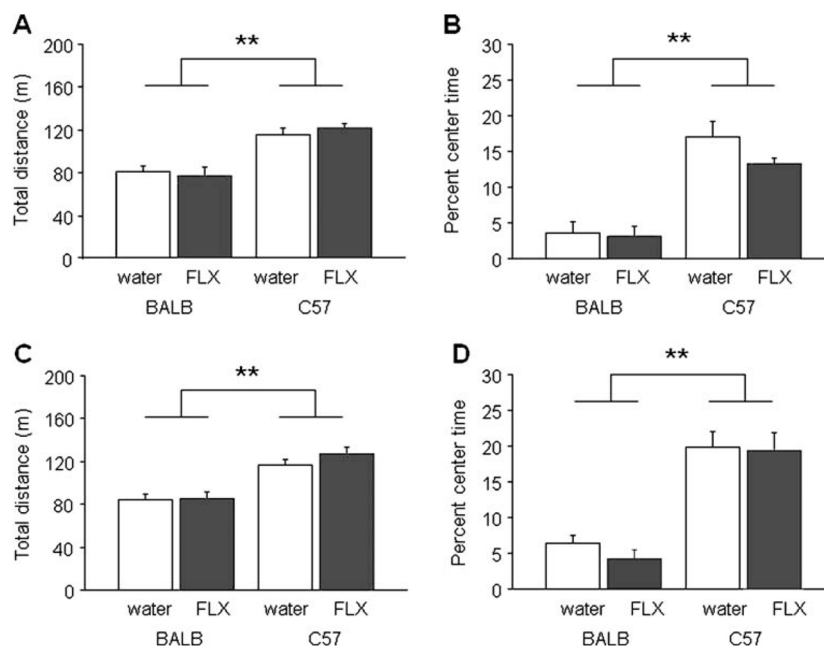 A
Total distance (m)
200
160
120
80
40
0
**
water FLX water FLX
BALB C57
B
Percent center time
30
25
20
15
10
5
0
**
water FLX water FLX
BALB C57
C
Total distance (m)
200
160
120
80
40
0
**
water FLX water FLX
BALB C57
D
Percent center time
30
25
20
15
10
5
0
**
water FLX water FLX
BALB C57